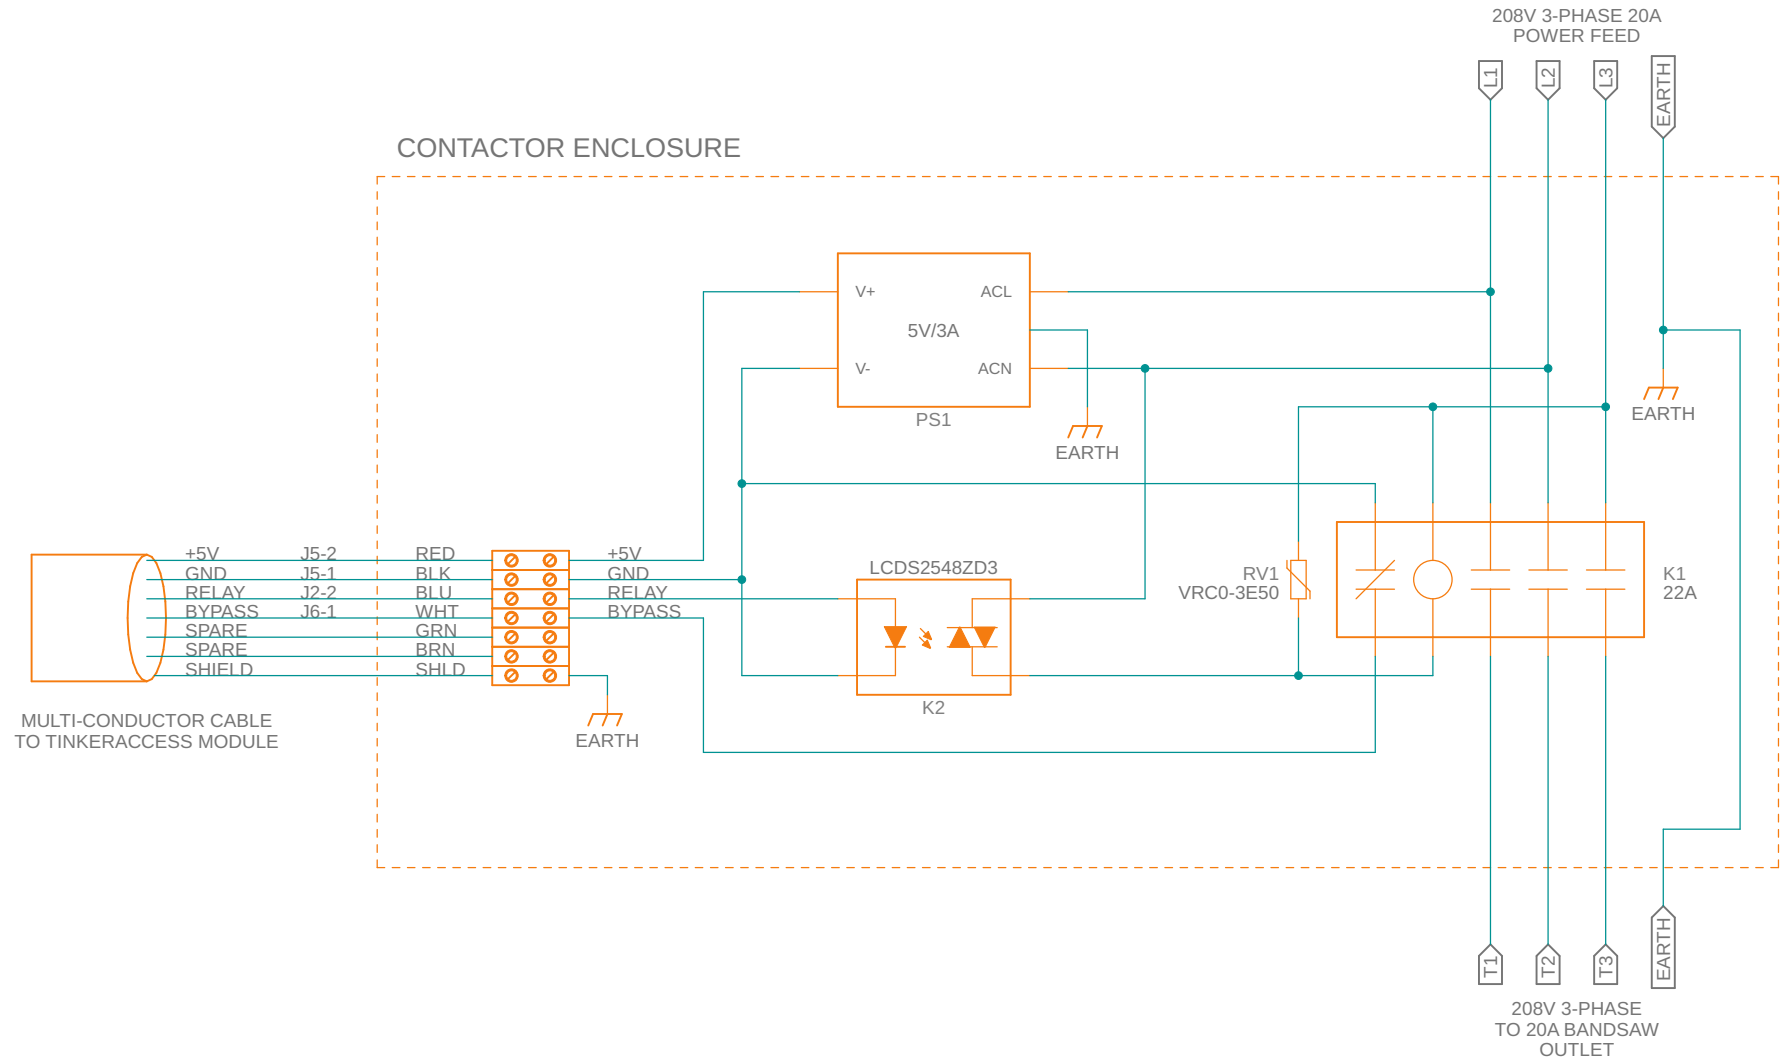 208V 3-PHASE 20A
POWER FEED
L1
L2
L3
EARTH
CONTACTOR ENCLOSURE
V+
ACL
5V/3A
V-
ACN
PS1
EARTH
EARTH
+5V J5-2 RED +5V
GND J5-1 BLK GND
RELAY J2-2 BLU RELAY
BYPASS J6-1 WHT BYPASS
SPARE GRN
SPARE BRN
SHIELD SHLD
LCDS2548ZD3
K2
RV1
VRC0-3E50
K1
22A
MULTI-CONDUCTOR CABLE
TO TINKERACCESS MODULE
EARTH
T1
T2
T3
EARTH
208V 3-PHASE
TO 20A BANDSAW
OUTLET